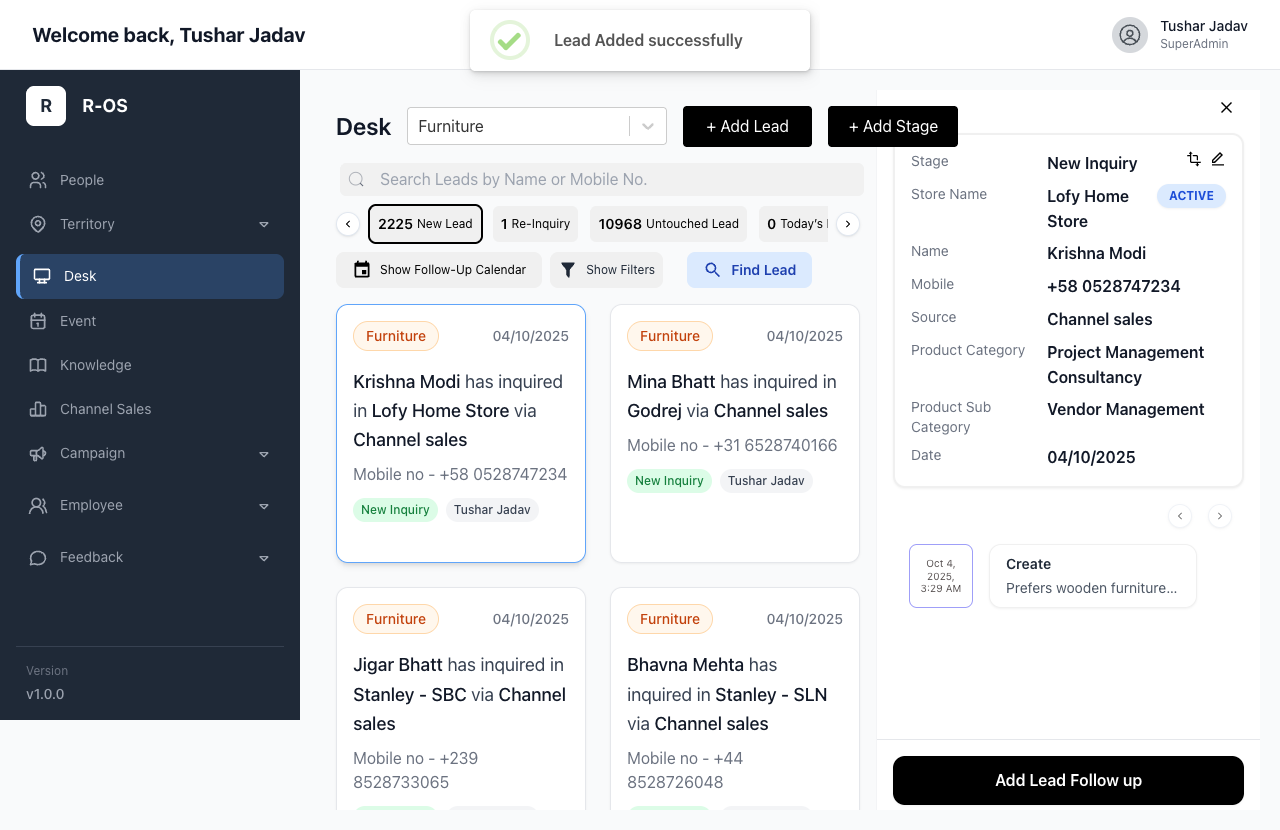 Welcome back, Tushar Jadav
Lead Added successfully
Tushar Jadav
SuperAdmin
R
R-OS
People
Territory
Desk
Event
Knowledge
Channel Sales
Campaign
Employee
Feedback
Version
v1.0.0
Desk
Furniture
+ Add Lead
+ Add Stage
Search Leads by Name or Mobile No.
2225 New Lead
1 Re-Inquiry
10968 Untouched Lead
0 Today's
Show Follow-Up Calendar
Show Filters
Find Lead
Furniture
04/10/2025
Krishna Modi has inquired
in Lofy Home Store via
Channel sales
Mobile no - +58 0528747234
New Inquiry
Tushar Jadav
Furniture
04/10/2025
Mina Bhatt has inquired in
Godrej via Channel sales
Mobile no - +31 6528740166
New Inquiry
Tushar Jadav
Furniture
04/10/2025
Jigar Bhatt has inquired in
Stanley - SBC via Channel
sales
Mobile no - +239
8528733065
Furniture
04/10/2025
Bhavna Mehta has
inquired in Stanley - SLN
via Channel sales
Mobile no - +44
8528726048
Stage
New Inquiry
Store Name
Lofy Home
Store
ACTIVE
Name
Krishna Modi
Mobile
+58 0528747234
Source
Channel sales
Product Category
Project Management
Consultancy
Product Sub
Category
Vendor Management
Date
04/10/2025
Oct 4,
2025,
3:29 AM
Create
Prefers wooden furniture...
Add Lead Follow up